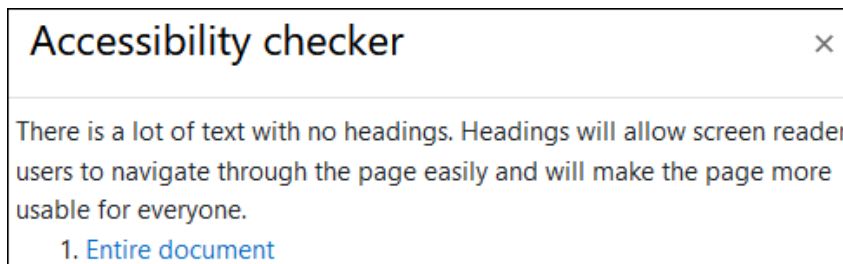 Accessibility checker
There is a lot of text with no headings. Headings will allow screen reader
users to navigate through the page easily and will make the page more
usable for everyone.
1. Entire document